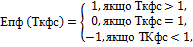 Епф (Ткфс) = { 1, якщо Ткфс > 1,
0, якщо Ткфс = 1,
−1, якщо ТКфс < 1,